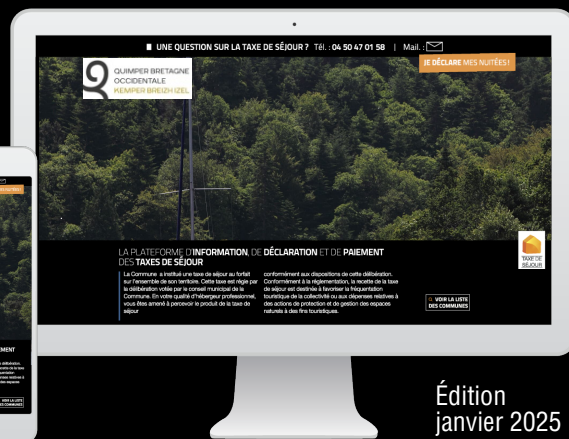 UNE QUESTION SUR LA TAXE DE SÉJOUR ? Tél. : 04 50 47 01 58 | Mail. :
JE DÉCLARE MES NUITÉES !
QUIMPER BRETAGNE
OCCIDENTALE
KEMPER BREIZH IZEL
TAXE DE
SÉJOUR
LA PLATEFORME D'INFORMATION, DE DÉCLARATION ET DE PAIEMENT
DES TAXES DE SÉJOUR
La Commune a institué une taxe de séjour au forfait
sur l'ensemble de son territoire. Cette taxe est régie par
la délibération votée par le conseil municipal de la
Commune. En votre qualité d'hébergeur professionnel,
vous êtes amené à percevoir le produit de la taxe de
séjour
conformément aux dispositions de cette délibération.
Conformément à la réglementation, la recette de la taxe
de séjour est destinée à favoriser la fréquentation
touristique de la collectivité ou aux dépenses relatives à
des actions de protection et de gestion des espaces
naturels à des fins touristiques.
VOIR LA LISTE
DES COMMUNES
PAIEMENT
VOIR LA LISTE
DES COMMUNES
Édition
janvier 2025